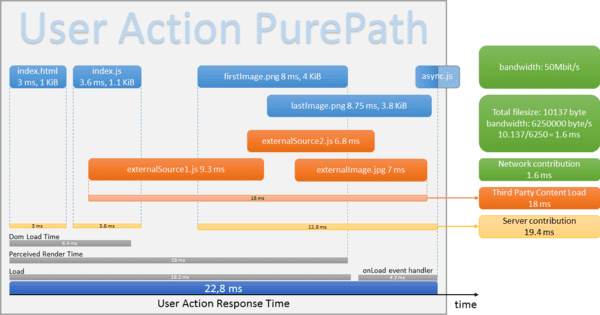 User Action PurePath
index.html
3 ms, 1 KiB
index.js
3.6 ms, 1.1 KiB
firstImage.png 8 ms, 4 KiB
async.js
bandwidth: 50Mbit/s
lastImage.png 8.75 ms, 3.8 KiB
Total filesize: 10137 byte
bandwidth: 6250000 byte/s
10.137/6250=1.6 ms
externalSource2.js 6.8 ms
externalSource1.js 9.3 ms
externalImage.jpg 7 ms
Network contribution
1.6 ms
18 ms
Third Party Content Load
18 ms
3 ms
3.6 ms
12.8 ms
Server contribution
19.4 ms
Dom Load Time
6.4 ms
Perceived Render Time
18 ms
Load
18.2 ms
onLoad event handler
4.2 ms
22,8 ms
User Action Response Time
time